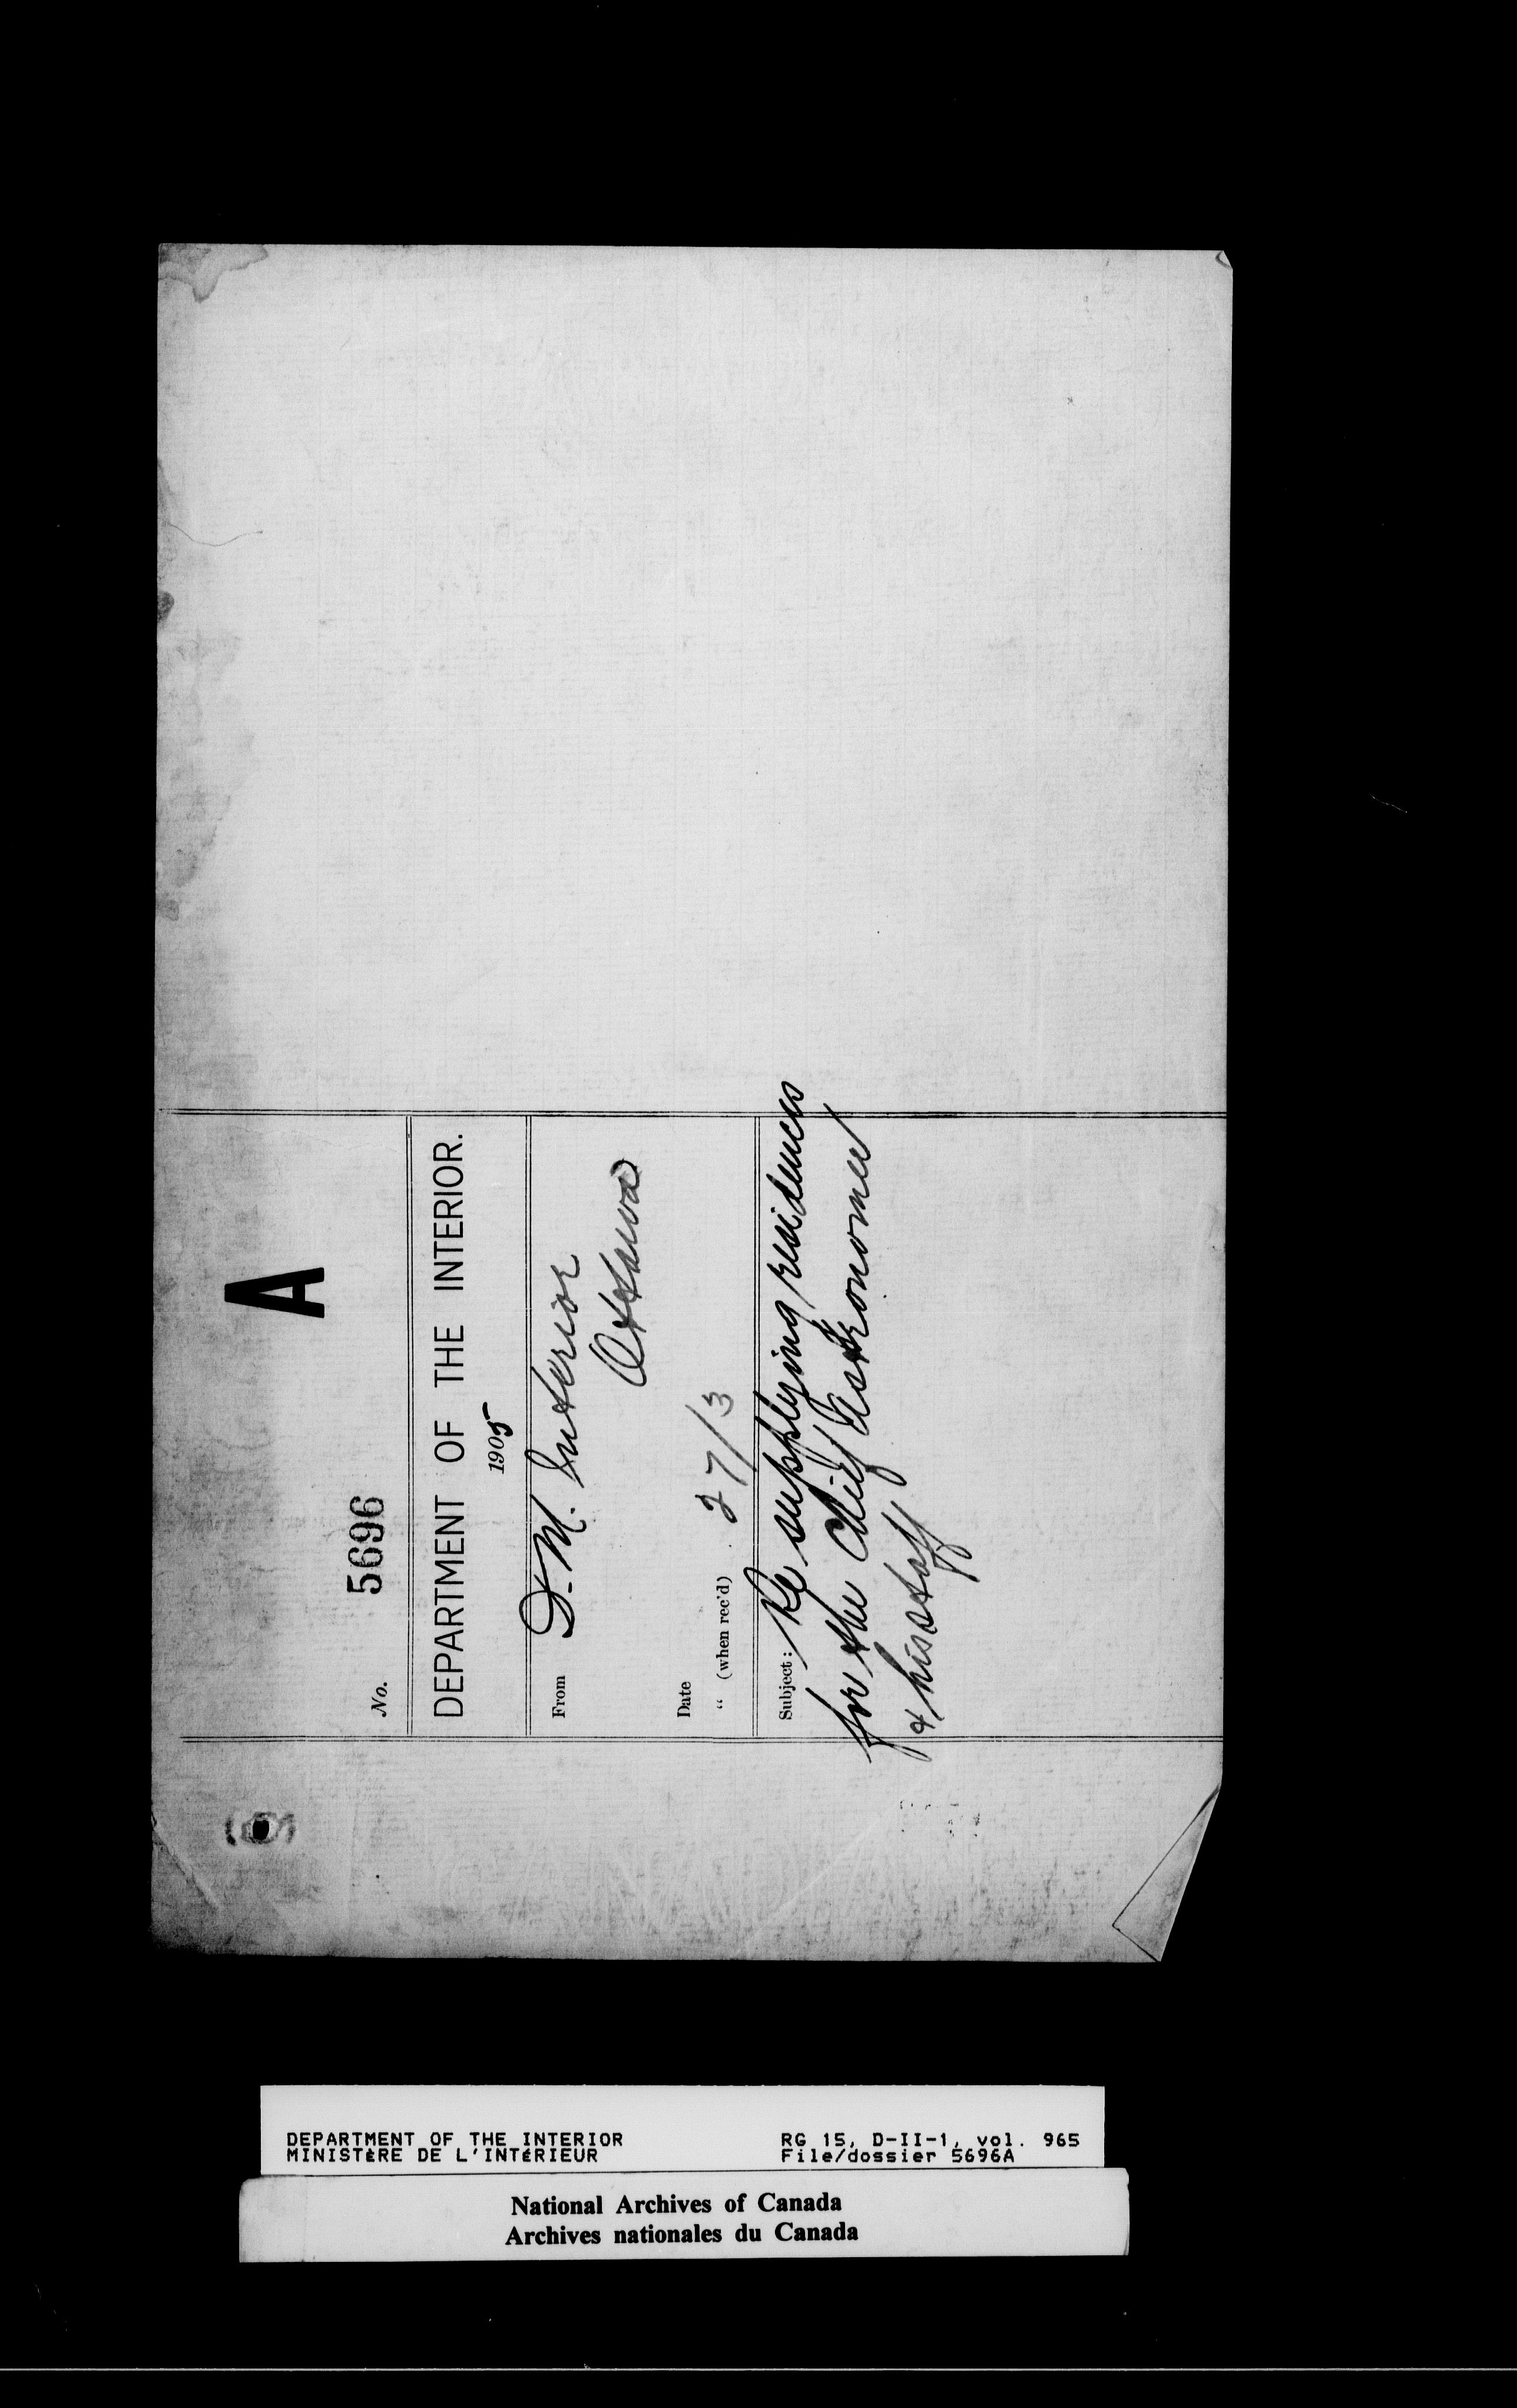 A
No. 5696
DEPARTMENT OF THE INTERIOR.
1905
From D.M. Interior
Ottawa
Date
" (when rec'd) 27/3
Subject: Re supplying residences
for the Chief Astronomer
& his staff
DEPARTMENT OF THE INTERIOR RG 15, D-II-1, vol. 965
MINISTÈRE DE L'INTÉRIEUR File/dossier 5696A
National Archives of Canada
Archives nationales du Canada